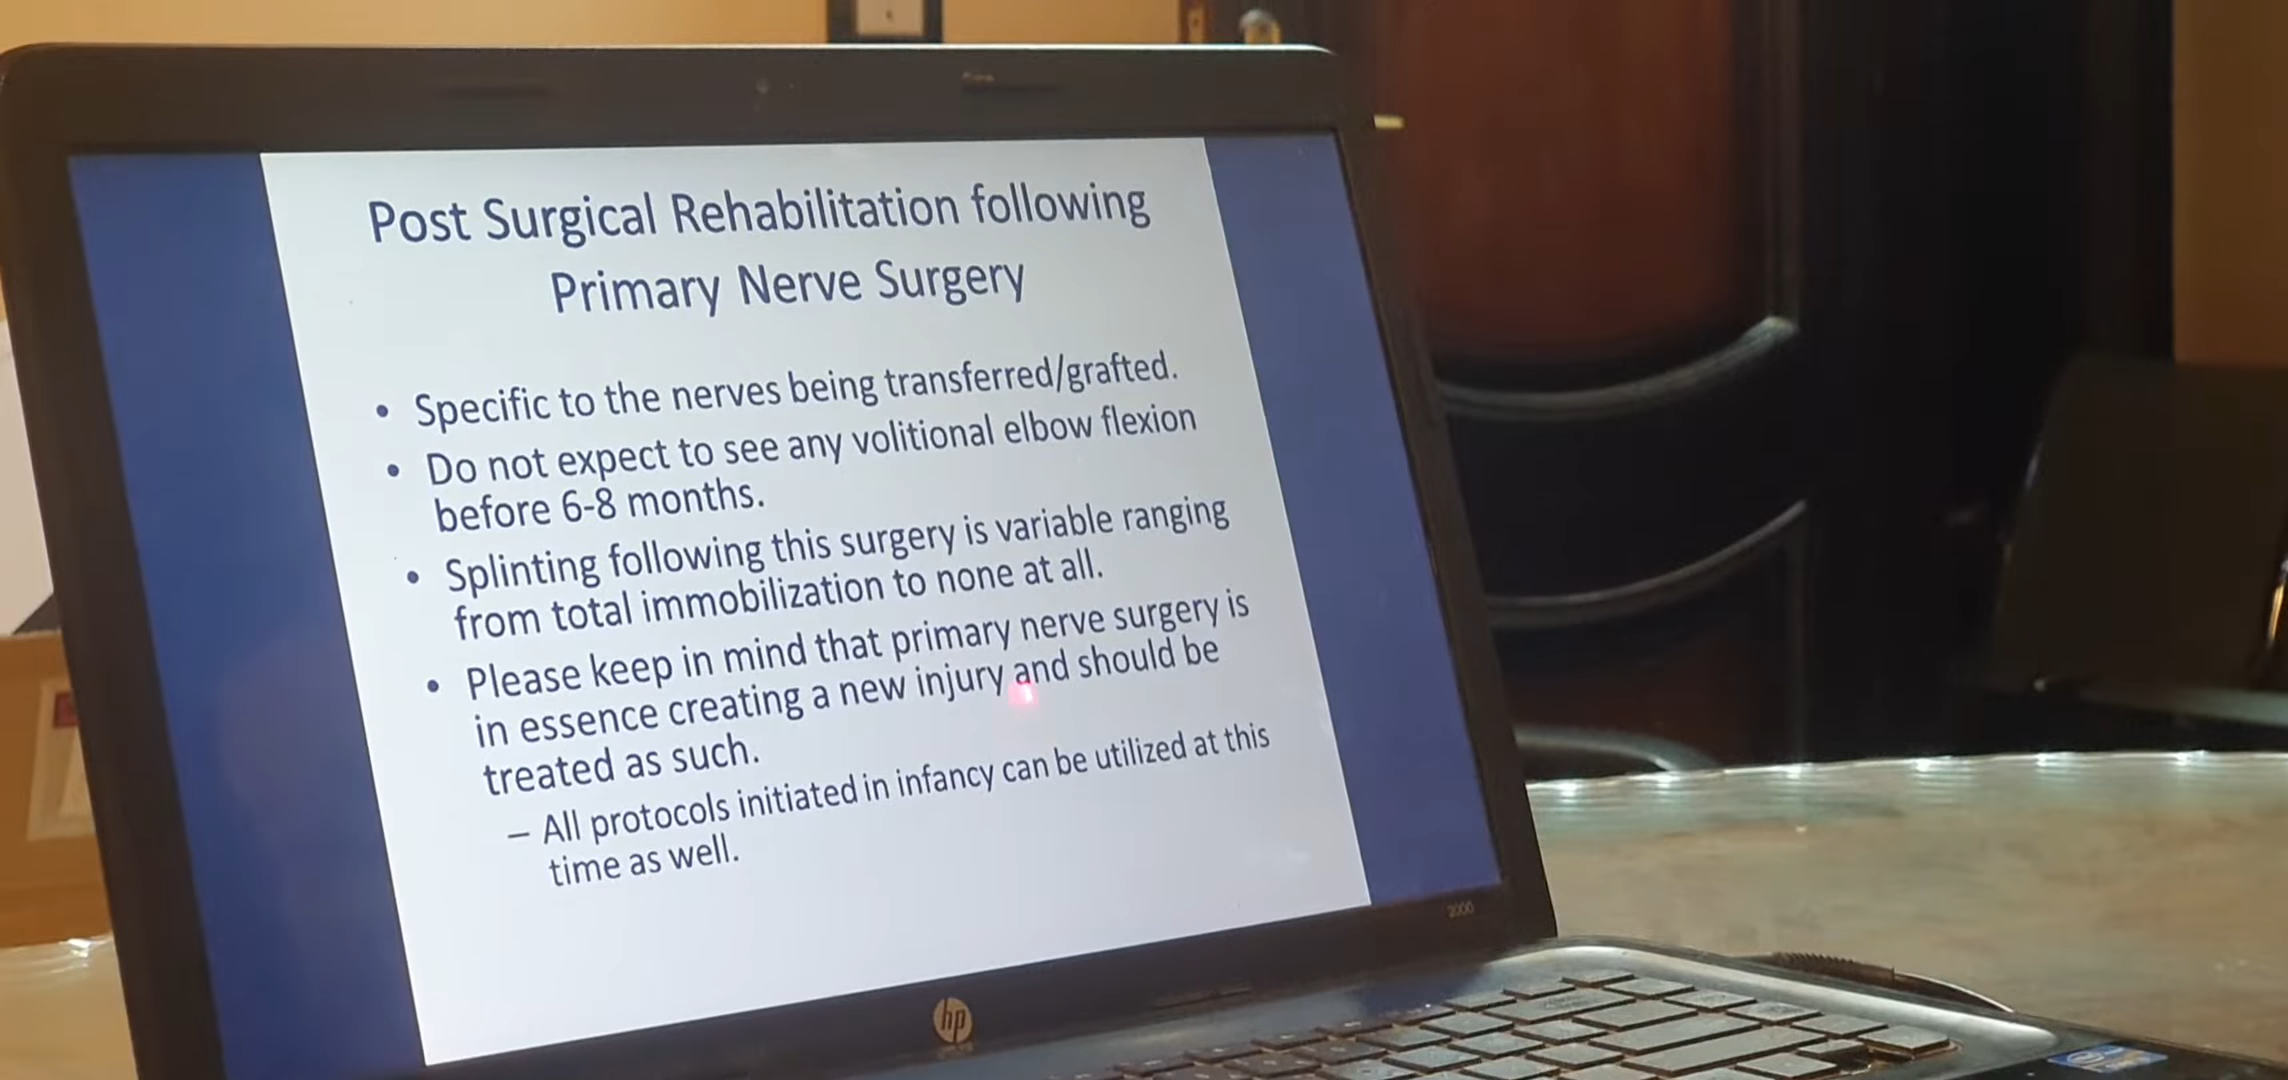 Post Surgical Rehabilitation following
Primary Nerve Surgery
• Specific to the nerves being transferred/grafted.
• Do not expect to see any volitional elbow flexion
before 6-8 months.
• Splinting following this surgery is variable ranging
from total immobilization to none at all.
• Please keep in mind that primary nerve surgery is
in essence creating a new injury and should be
treated as such.
– All protocols initiated in infancy can be utilized at this
time as well.
2000
hp